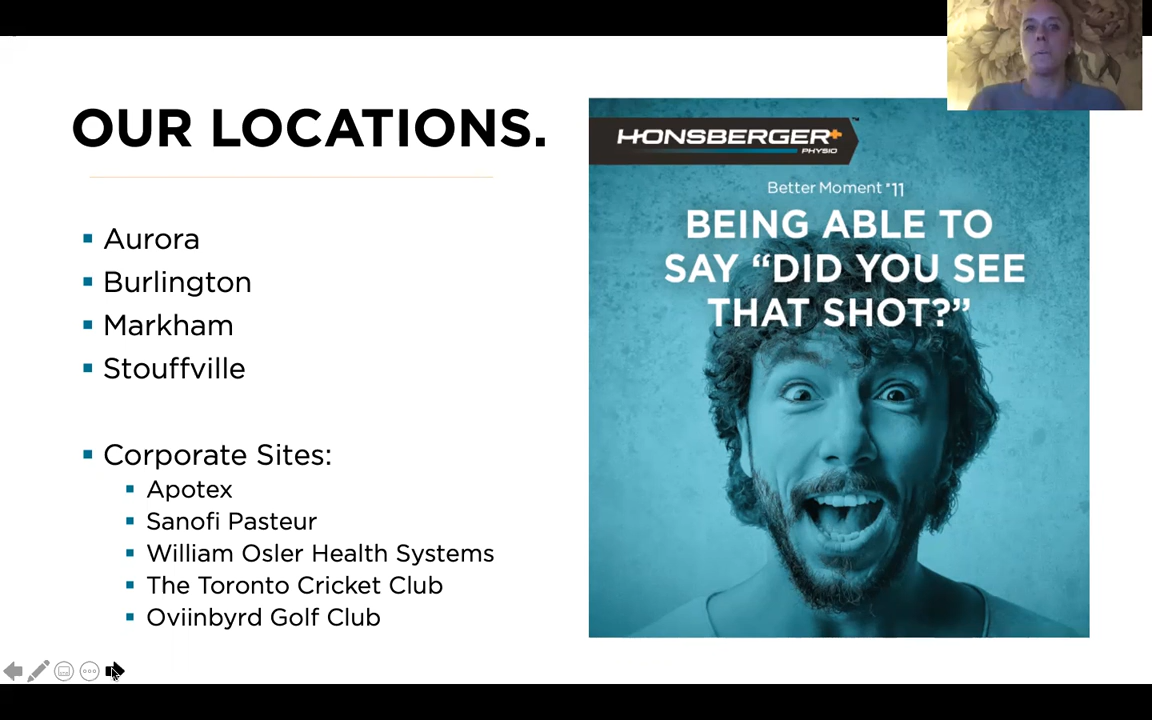 OUR LOCATIONS.
Aurora
Burlington
Markham
Stouffville
Corporate Sites:
Apotex
Sanofi Pasteur
William Osler Health Systems
The Toronto Cricket Club
Oviinbyrd Golf Club
HONSBERGER+
PHYSIO
Better Moment #11
BEING ABLE TO
SAY “DID YOU SEE
THAT SHOT?”